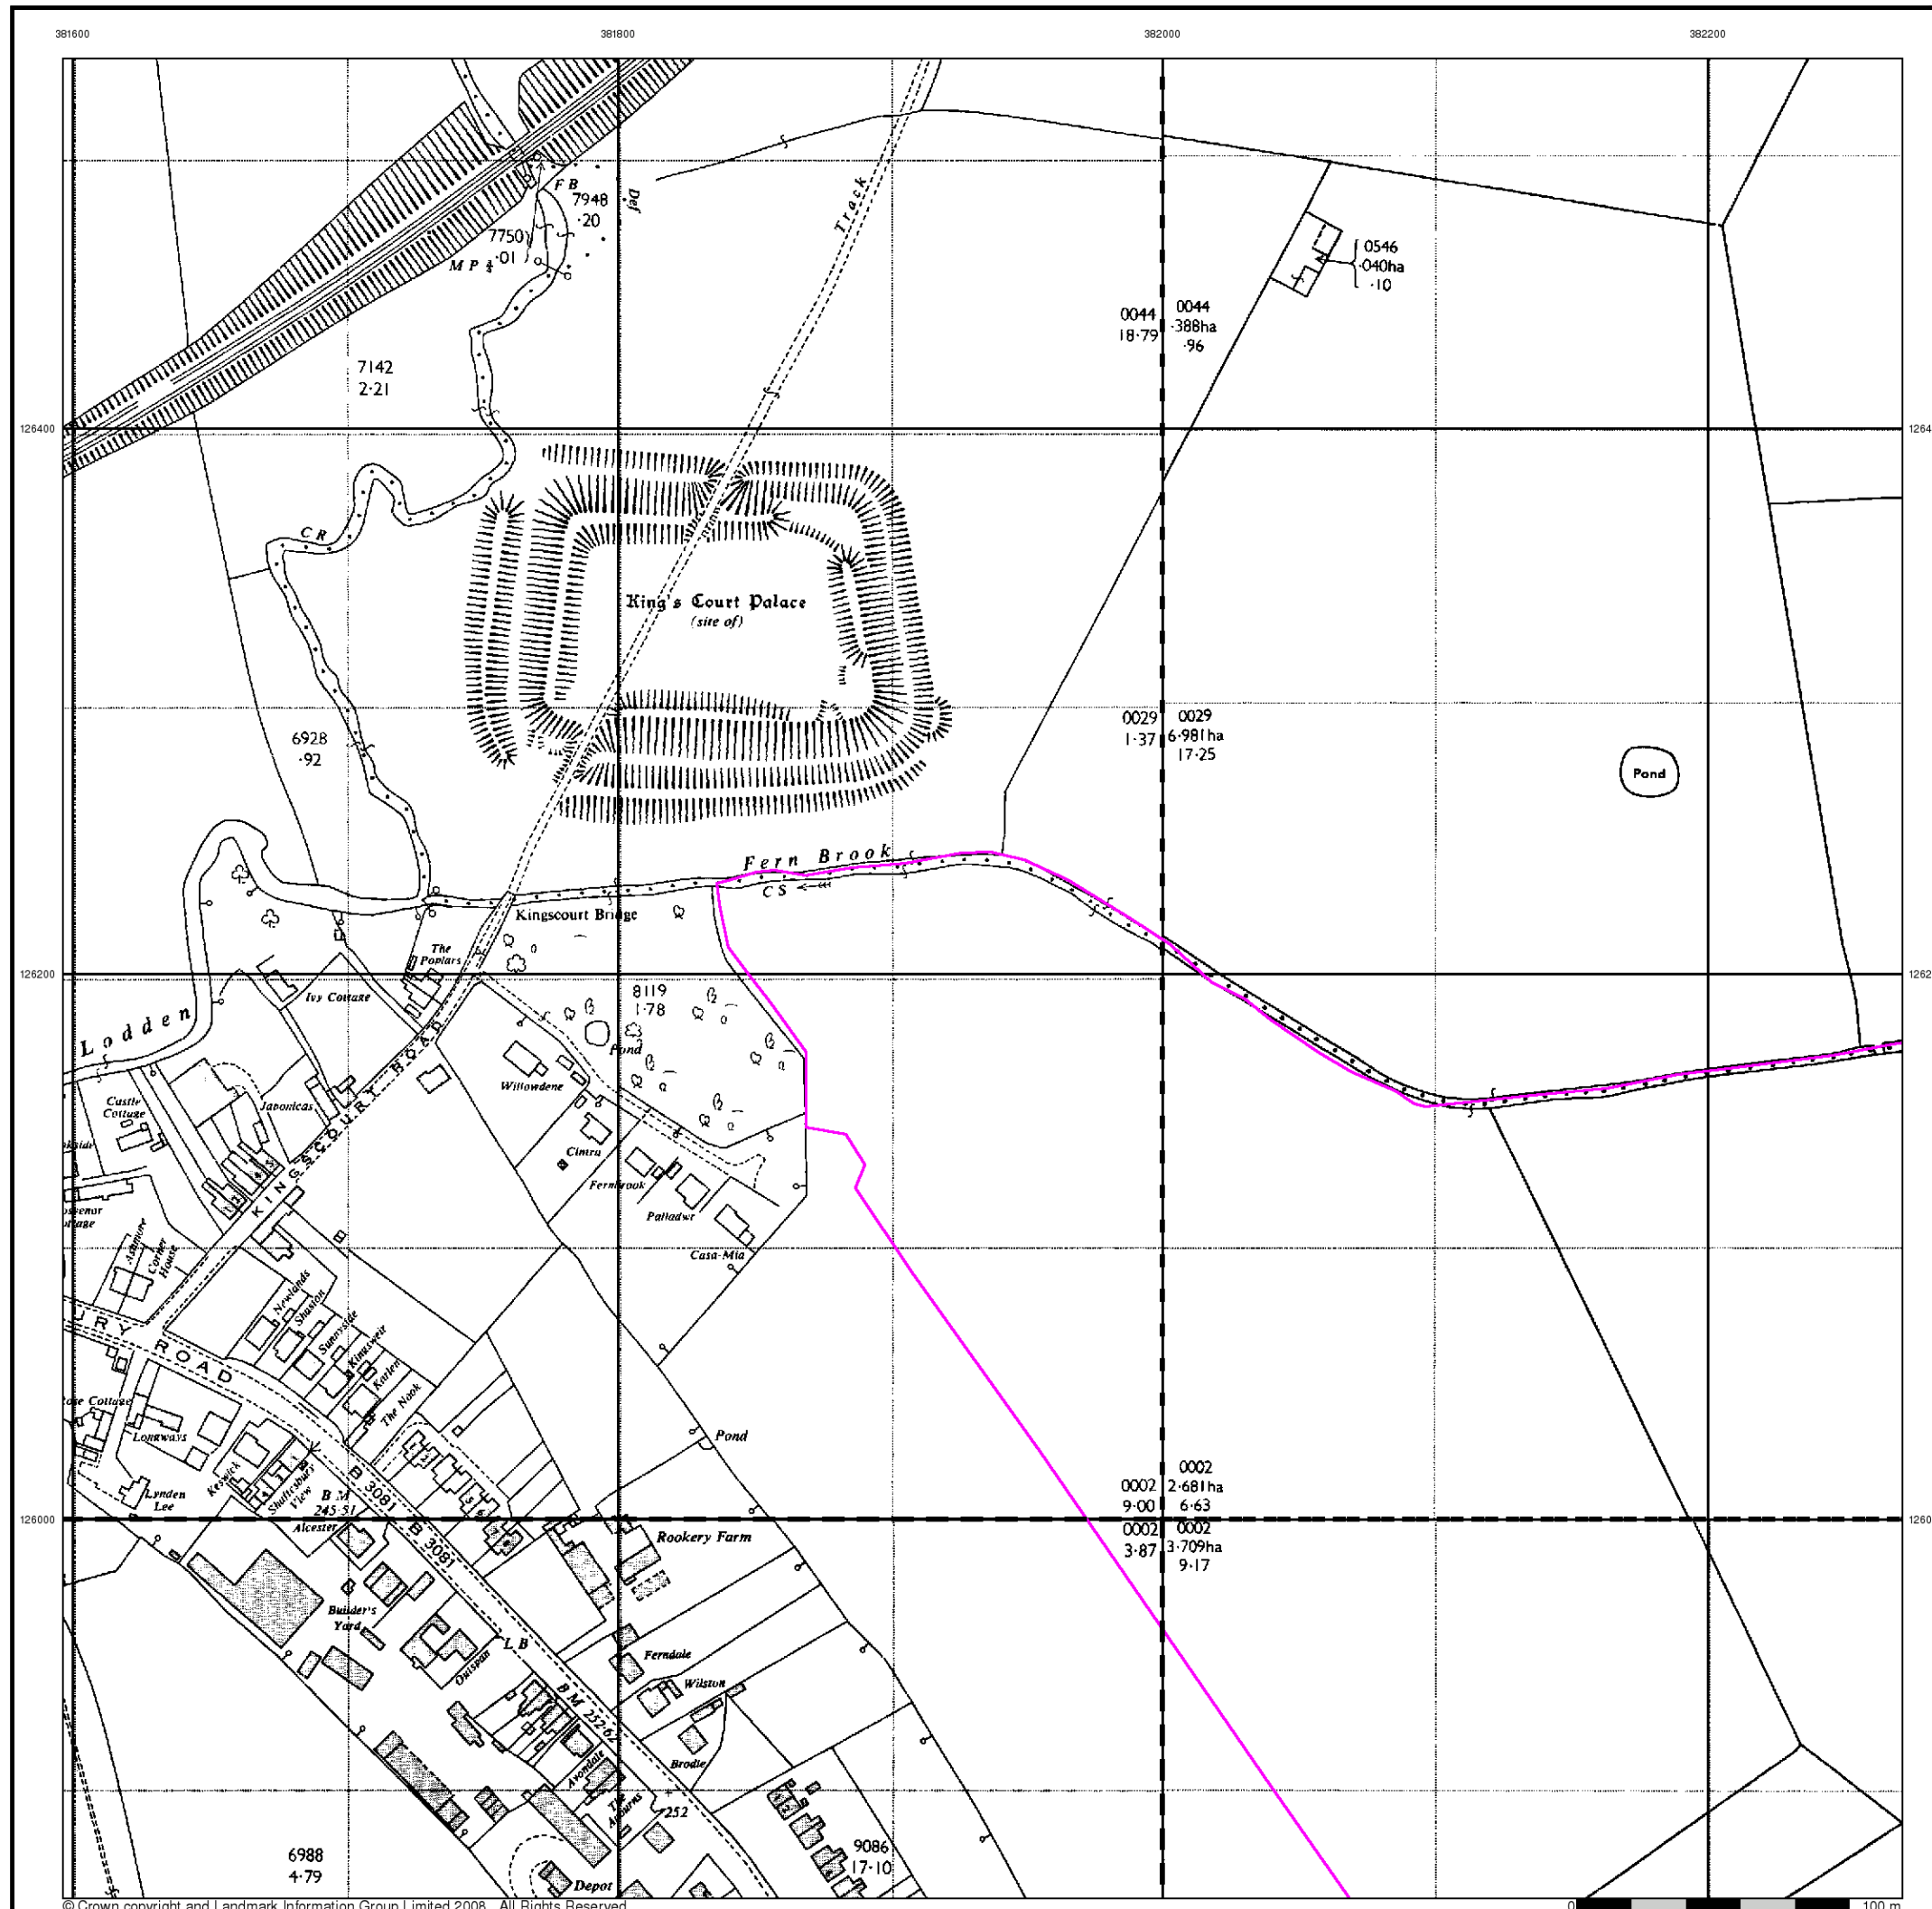 381600
381800
382000
382200
F B
7948
·20
Def
7750
·01
M P
Track
0546
·040ha
·10
0044
18·79
0044
·388ha
·96
7142
2·21
126400
C R
King's Court Palace
(site of)
6928
·92
0029
1·37
0029
6·981ha
17·25
Pond
Fern Brook
C S
Kingscourt Bridge
The
Poplars
126200
Ivy Cottage
8119
1·78
Lodden
Pond
Willowdene
Castle
Cottage
Japonicas
KINGSCOURT ROAD
Cimra
Fernbrook
Palladwr
Casa-Mia
Ashmore
Corner
House
Newlands
Shaston
Sunnyside
Kingsweir
Karlen
The Nook
URY ROAD
Longways
Keswick
Shaftesbury
View
Lynden
Lee
B M
245·51
Alcester
B 3081
B 3081
Pond
0002
9·00
0002
2·681ha
6·63
126000
0002
3·87
0002
3·709ha
9·17
Rookery Farm
Builder's
Yard
Outspan
L B
Ferndale
Wilston
B M 252·62
Brodie
Avondale
The
Acourns
252
6988
4·79
9086
17·10
Depot
© Crown copyright and Landmark Information Group Limited 2008. All Rights Reserved
0
100 m